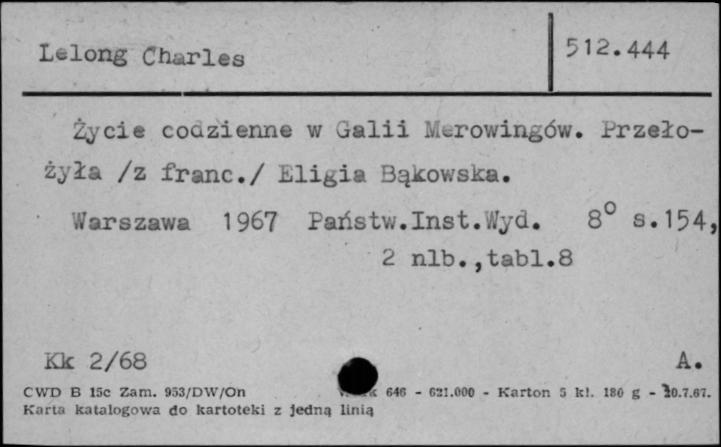 Lelong Charles
512.444
Życie codzienne w Galii Merowingów. Przeło-
żyła /z franc./ Eligia Bąkowska.
Warszawa 1967 Państw.Inst.Wyd. 8° s.154,
2 nlb.,tabl.8
Kk 2/68
A.
CWD B 15c Zam. 953/DW/On 646 - 621.000 - Karton 5 kl. 180 g - 20.7.67.
Karta katalogowa do kartoteki z jedną linią